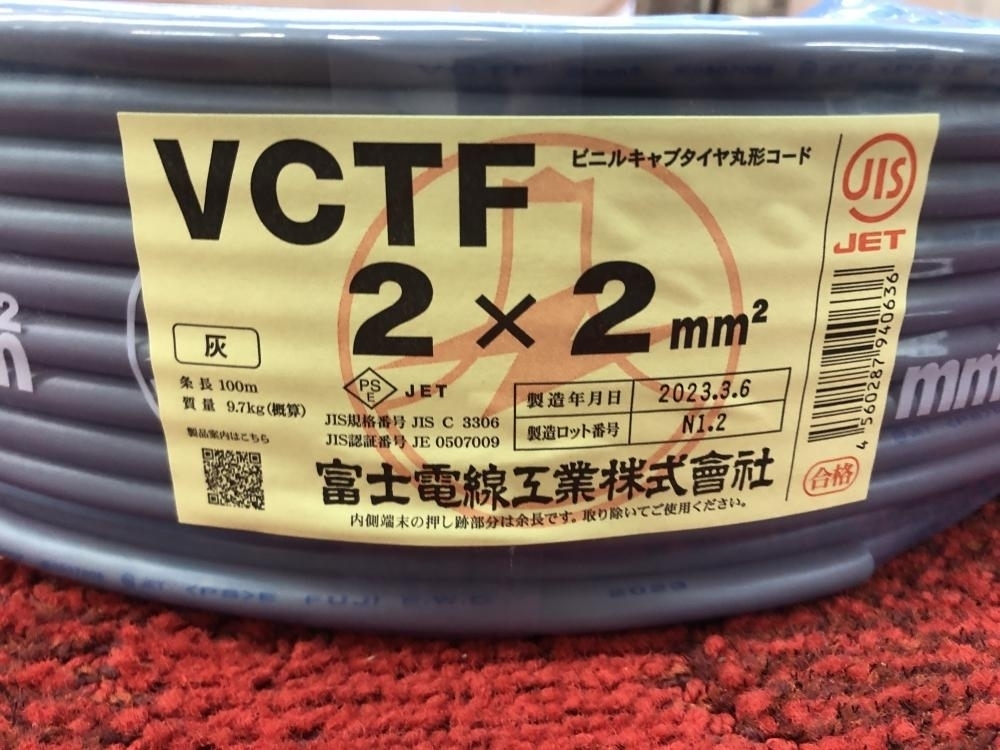 VCTF
ビニルキャブタイヤ丸形コード
JIS
JET
2×2mm²
灰
条長 100m
質量 9.7kg(概算)
製品案内はこちら
PS
E
JET
JIS規格番号 JIS C 3306
JIS認証番号 JE 0507009
製造年月日 2023.3.6
製造ロット番号 N1.2
4560287940636
合格
富士電線工業株式會社
内側端末の押し跡部分は余長です。取り除いてご使用ください。
mm
<PS>E FUJI E.W.C 2023